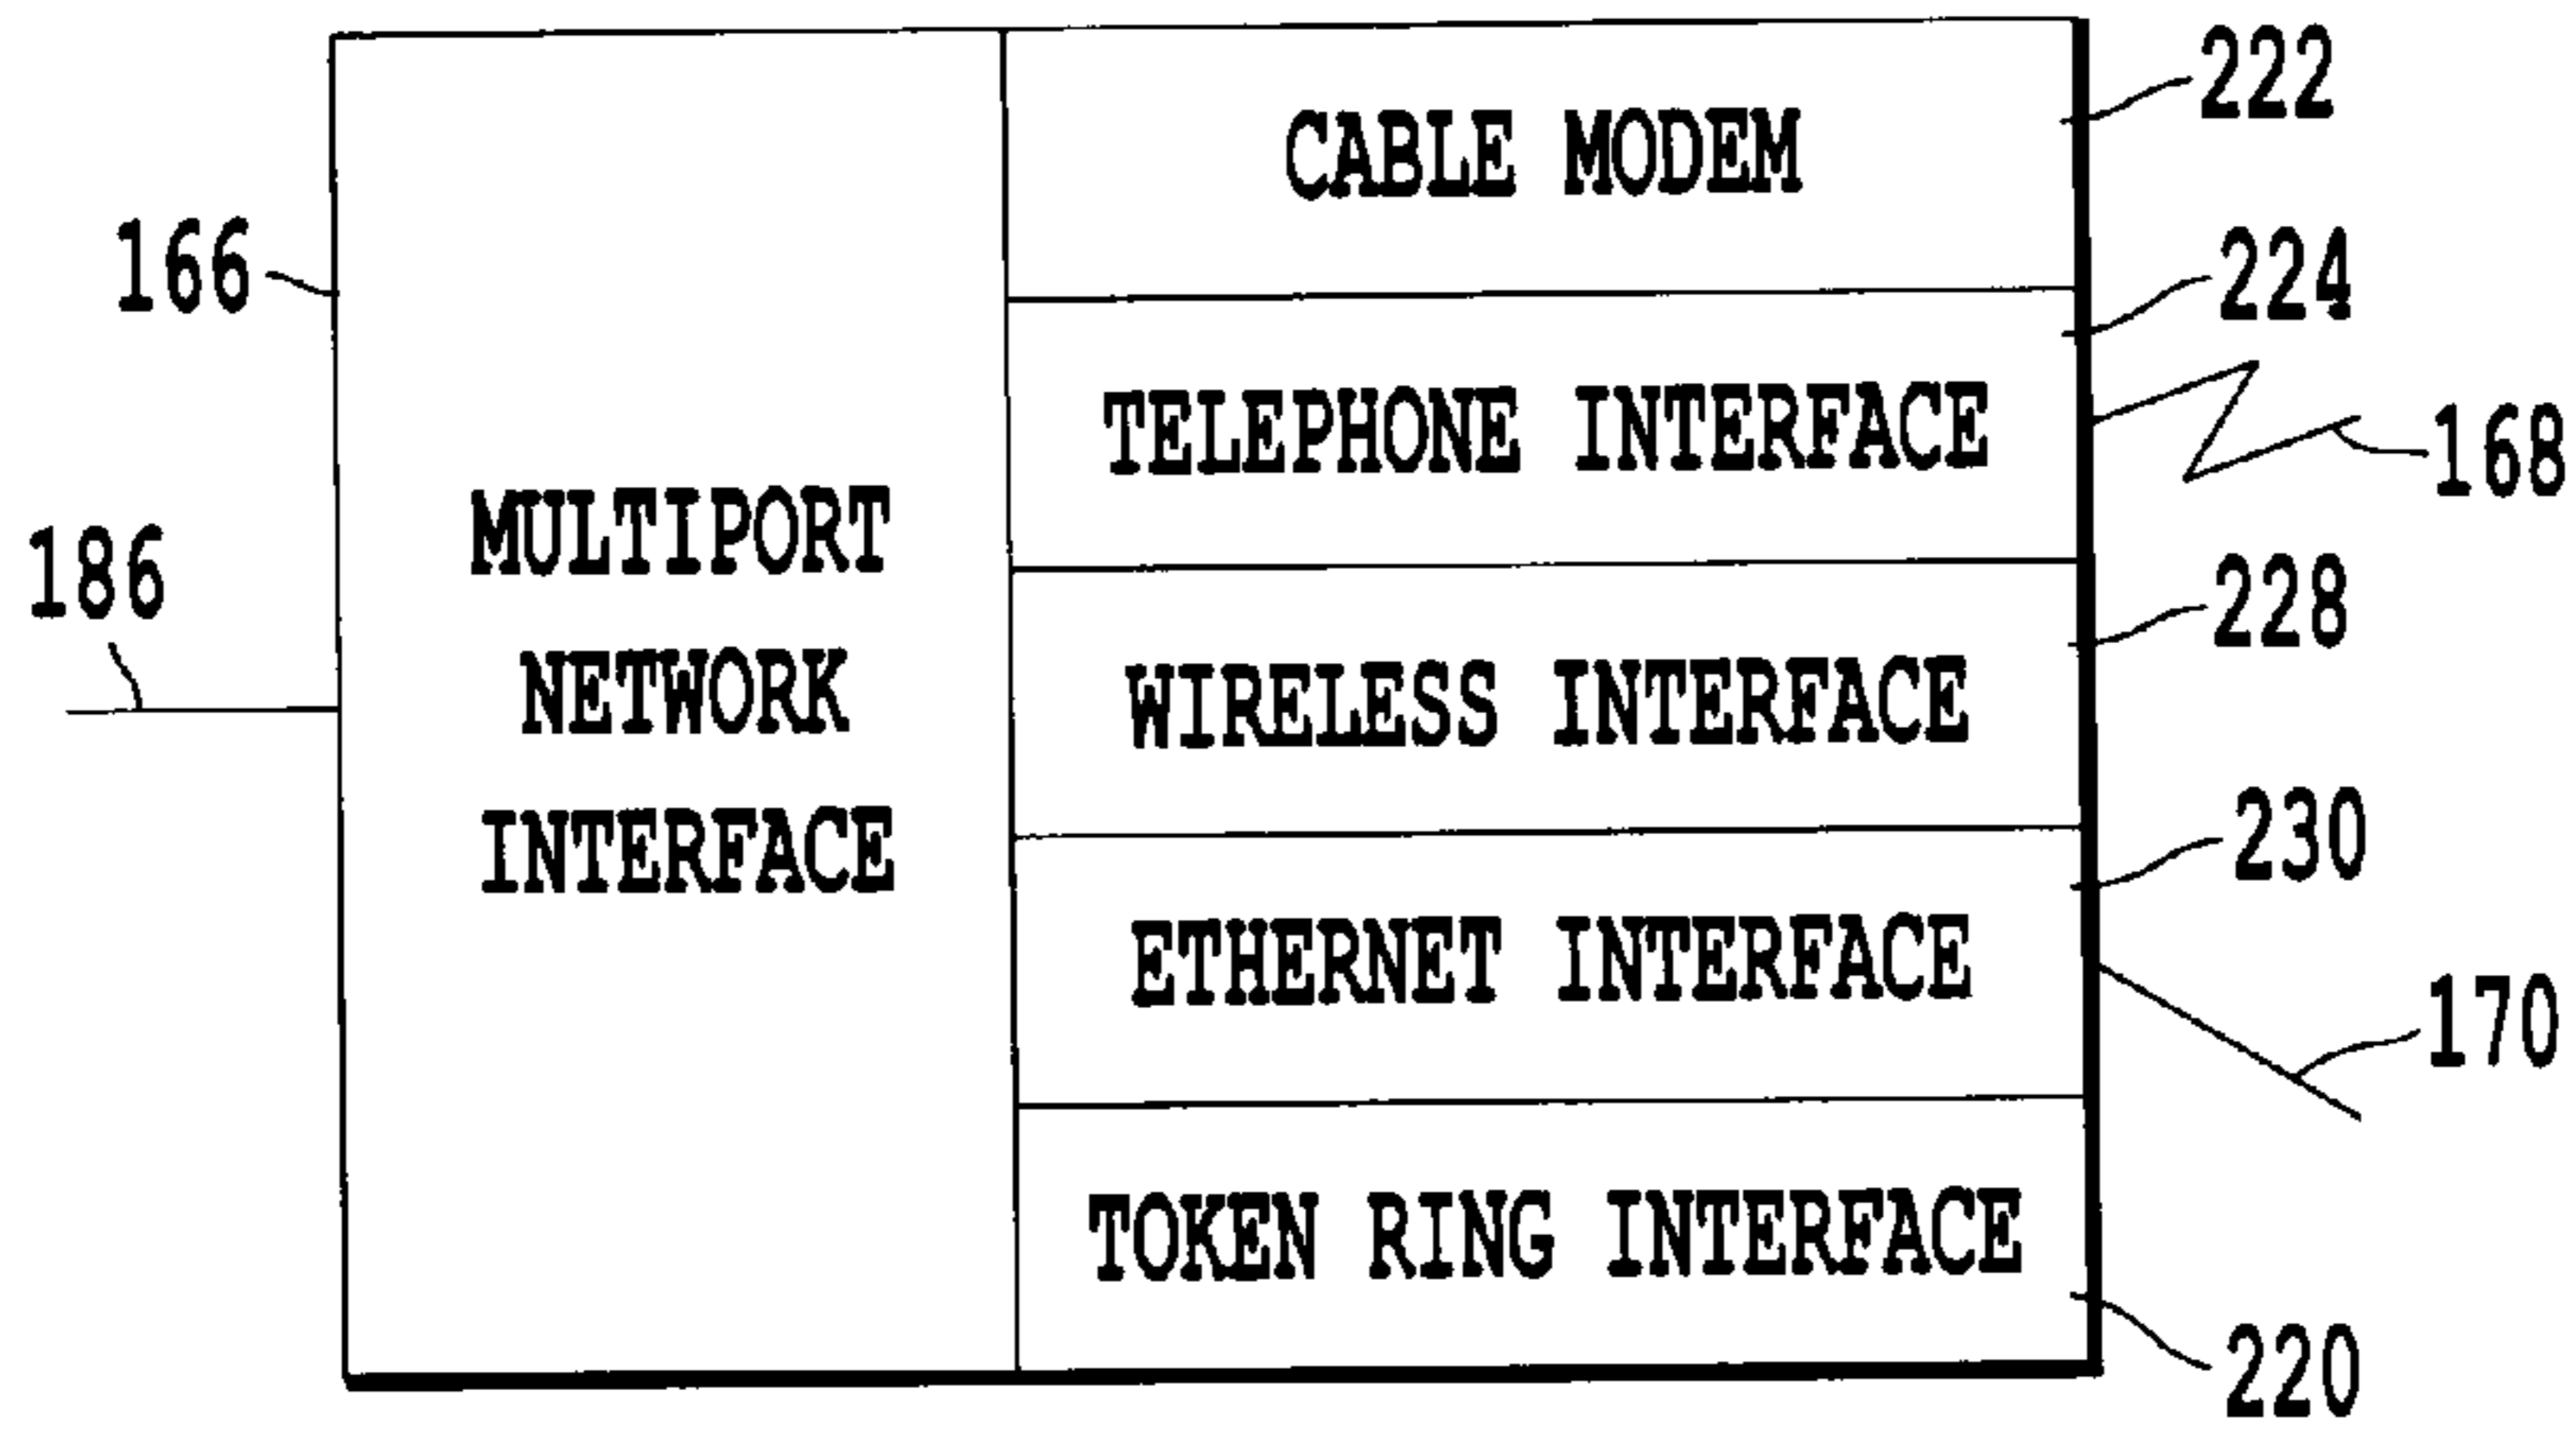 222
CABLE MODEM
166
224
TELEPHONE INTERFACE
168
MULTIPORT
NETWORK
INTERFACE
186
228
WIRELESS INTERFACE
230
ETHERNET INTERFACE
170
TOKEN RING INTERFACE
220